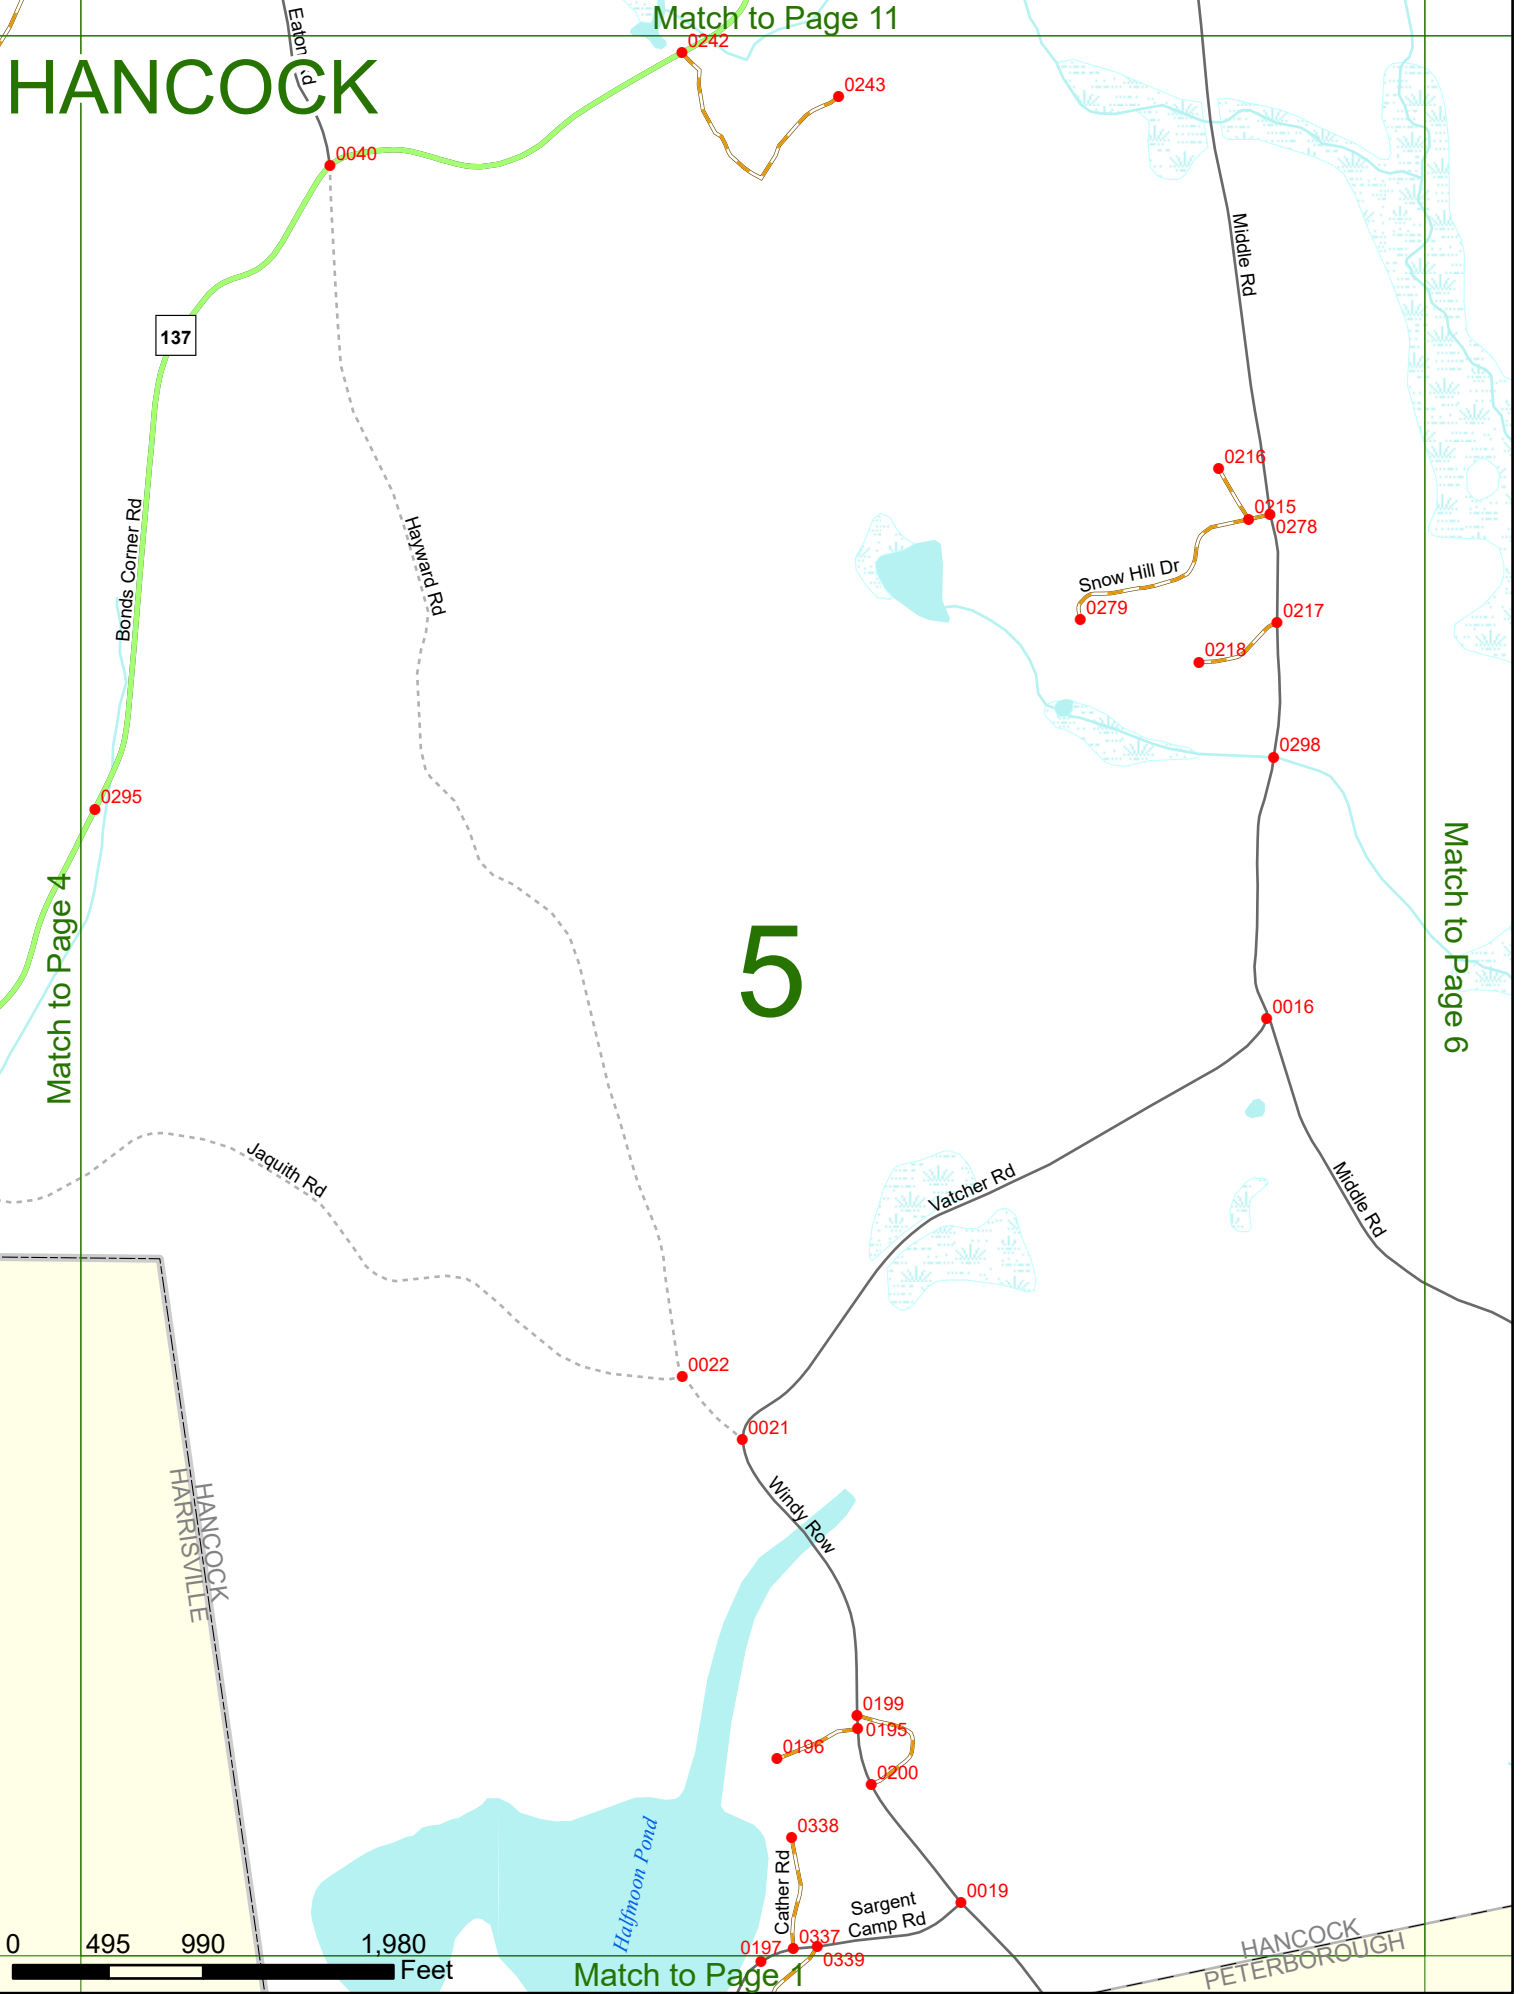 Match to Page 11
Eaton Rd
0242
HANCOCK
0243
0040
Middle Rd
137
0216
0215
0278
Bonds Corner Rd
Hayward Rd
Snow Hill Dr
0279
0217
0218
0298
0295
Match to Page 4
5
Match to Page 6
0016
Jaquith Rd
Vatcher Rd
Middle Rd
0022
0021
HANCOCK
HARRISVILLE
Windy Row
0199
0195
0196
0200
0338
Halfmoon Pond
Cather Rd
0019
Sargent
Camp Rd
0337
0197
0339
HANCOCK
PETERBOROUGH
0 495 990 1,980
Feet
Match to Page 1